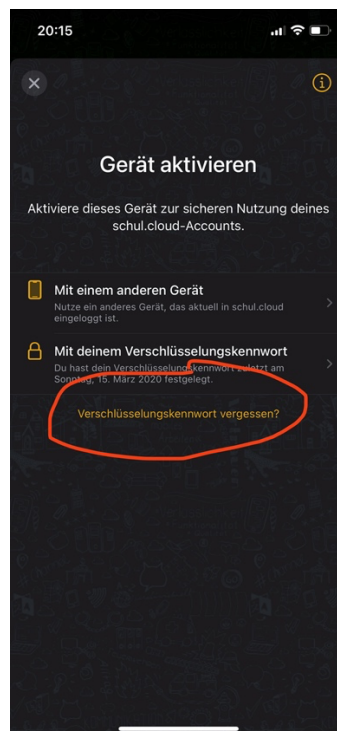 20:15
Gerät aktivieren
Aktiviere dieses Gerät zur sicheren Nutzung deines
schul.cloud-Accounts.
Mit einem anderen Gerät
Nutze ein anderes Gerät, das aktuell in schul.cloud
eingeloggt ist.
Mit deinem Verschlüsselungskennwort
Du hast dein Verschlüsselungskennwort zuletzt am
Sonntag, 15. März 2020 festgelegt.
Verschlüsselungskennwort vergessen?